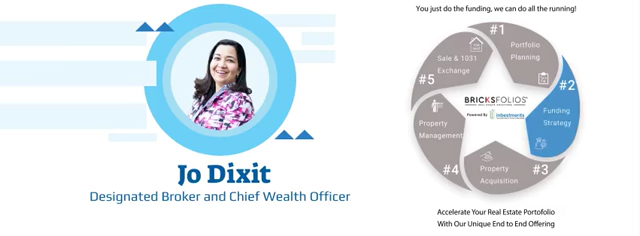 Jo Dixit
Designated Broker and Chief Wealth Officer
You just do the funding, we can do all the running!
#1
Portfolio
Planning
#2
Funding
Strategy
#3
Property
Acquisition
#4
Property
Management
#5
Sale & 1031
Exchange
BRICKSFOLIOS
Powered By
Accelerate Your Real Estate Portofolio
With Our Unique End to End Offering